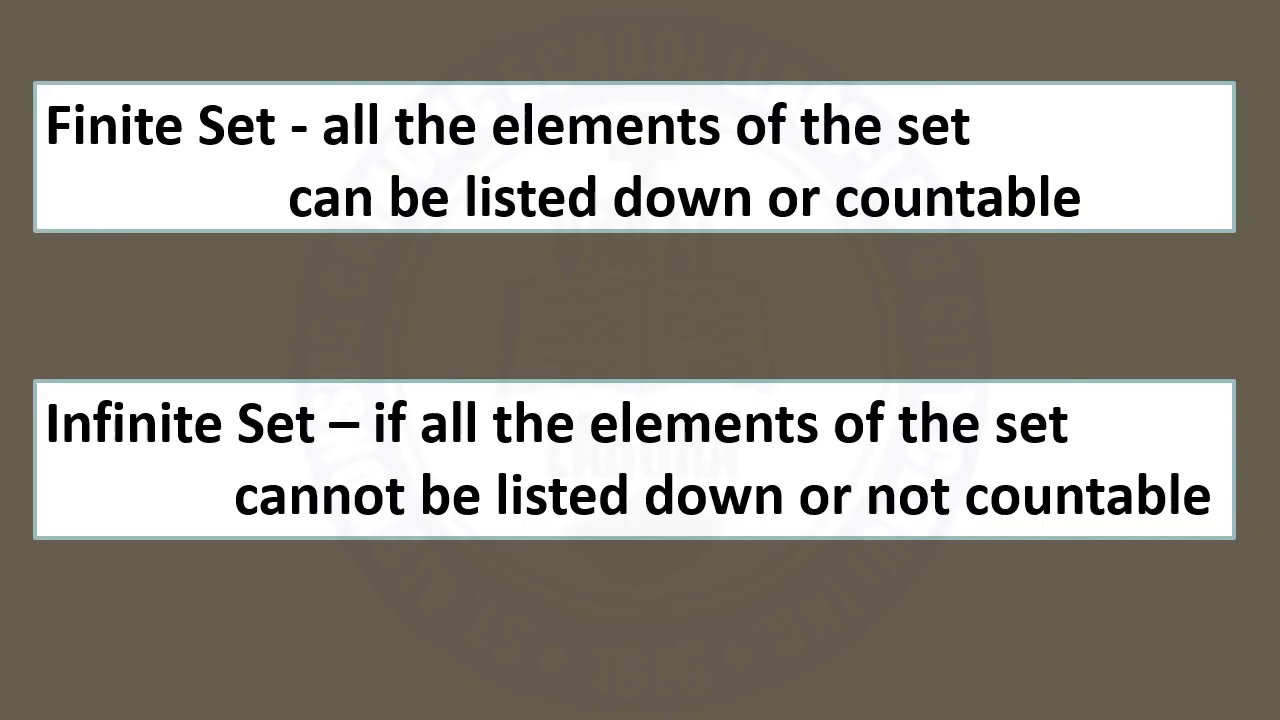 Finite Set - all the elements of the set
can be listed down or countable
Infinite Set – if all the elements of the set
cannot be listed down or not countable